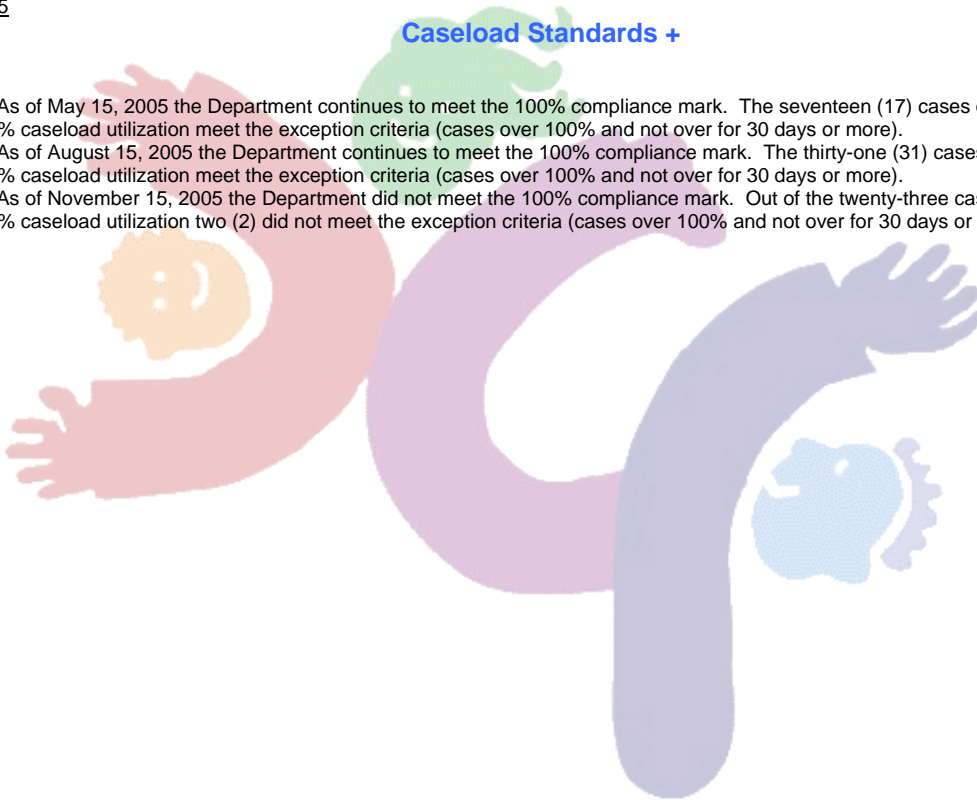 5
Caseload Standards +
As of May 15, 2005 the Department continues to meet the 100% compliance mark. The seventeen (17) cases
% caseload utilization meet the exception criteria (cases over 100% and not over for 30 days or more).
As of August 15, 2005 the Department continues to meet the 100% compliance mark. The thirty-one (31) cases
% caseload utilization meet the exception criteria (cases over 100% and not over for 30 days or more).
As of November 15, 2005 the Department did not meet the 100% compliance mark. Out of the twenty-three
% caseload utilization two (2) did not meet the exception criteria (cases over 100% and not over for 30 days or